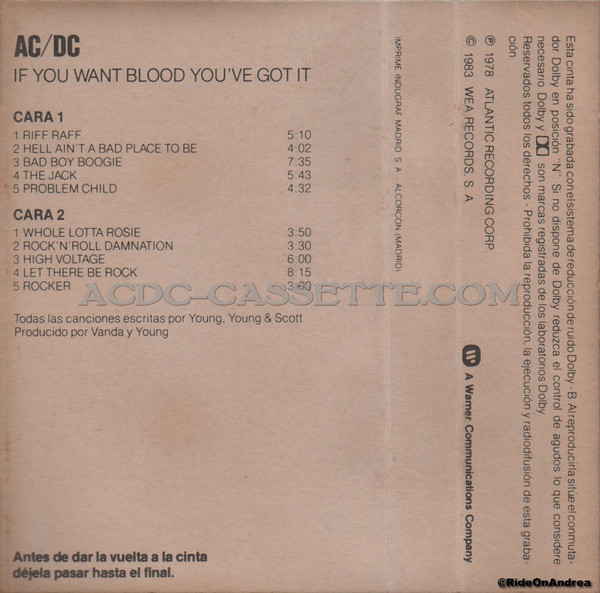 AC/DC
IF YOU WANT BLOOD YOU'VE GOT IT
CARA 1
1 RIFF RAFF 5:10
2 HELL AIN'T A BAD PLACE TO BE 4:02
3 BAD BOY BOOGIE 7:35
4 THE JACK 5:43
5 PROBLEM CHILD 4:32
CARA 2
1 WHOLE LOTTA ROSIE 3:50
2 ROCK'N'ROLL DAMNATION 3:30
3 HIGH VOLTAGE 6:00
4 LET THERE BE ROCK 8:15
5 ROCKER 3:00
ACDC-CASSETTE.COM
Todas las canciones escritas por Young, Young & Scott
Producido por Vanda y Young
Antes de dar la vuelta a la cinta
déjela pasar hasta el final.
IMPRIME INDUGRAF MADRID, S. A. ALCORCON (MADRID)
℗ 1978 ATLANTIC RECORDING CORP.
© 1983 WEA RECORDS, S. A.
A Warner Communications Company
Esta cinta ha sido grabada con el sistema de reducción de ruido Dolby - B. Al reproducirla sitúe el conmuta-
dor Dolby en posición "N". Si no dispone de Dolby reduzca el control de agudos lo que considere
necesario. Dolby y son marcas registradas de los laboratorios Dolby
Reservados todos los derechos - Prohibida la reproducción, la ejecución y radiodifusión de esta graba-
ción.
@RideOnAndrea